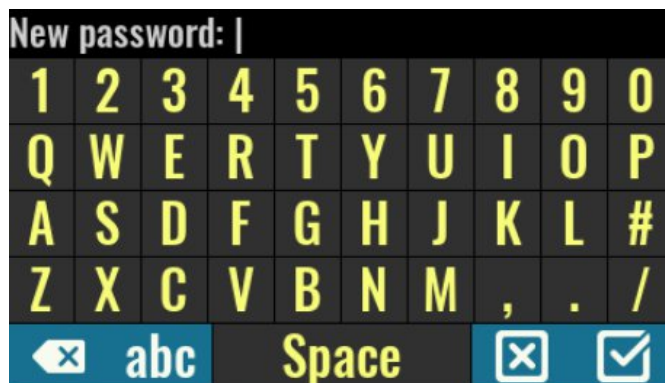 New password:
1 2 3 4 5 6 7 8 9 0
Q W E R T Y U I O P
A S D F G H J K L #
Z X C V B N M , . /
abc Space